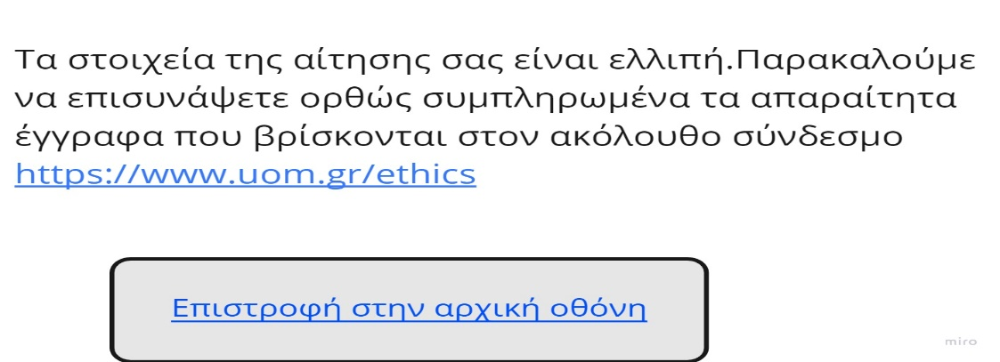 Τα στοιχεία της αίτησης σας είναι ελλιπή.Παρακαλούμε
να επισυνάψετε ορθώς συμπληρωμένα τα απαραίτητα
έγγραφα που βρίσκονται στον ακόλουθο σύνδεσμο
https://www.uom.gr/ethics
Επιστροφή στην αρχική οθόνη
miro